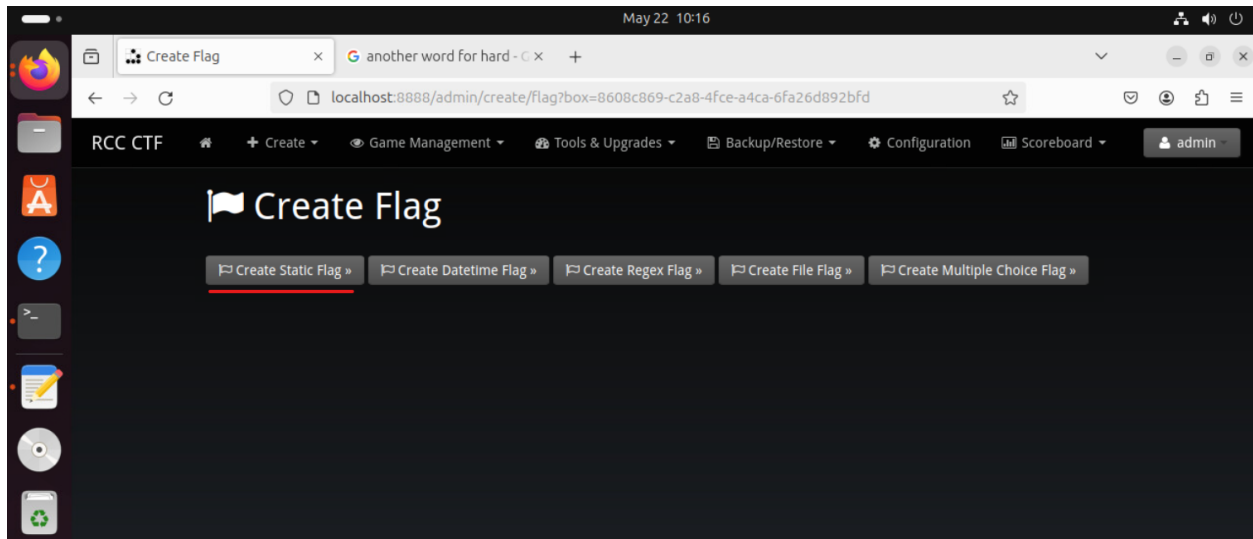 May 22 10:16
Create Flag
another word for hard - G
localhost:8888/admin/create/flag?box=8608c869-c2a8-4fce-a4ca-6fa26d892bfd
RCC CTF Create Game Management Tools & Upgrades Backup/Restore Configuration Scoreboard admin
Create Flag
Create Static Flag » Create Datetime Flag » Create Regex Flag » Create File Flag » Create Multiple Choice Flag »